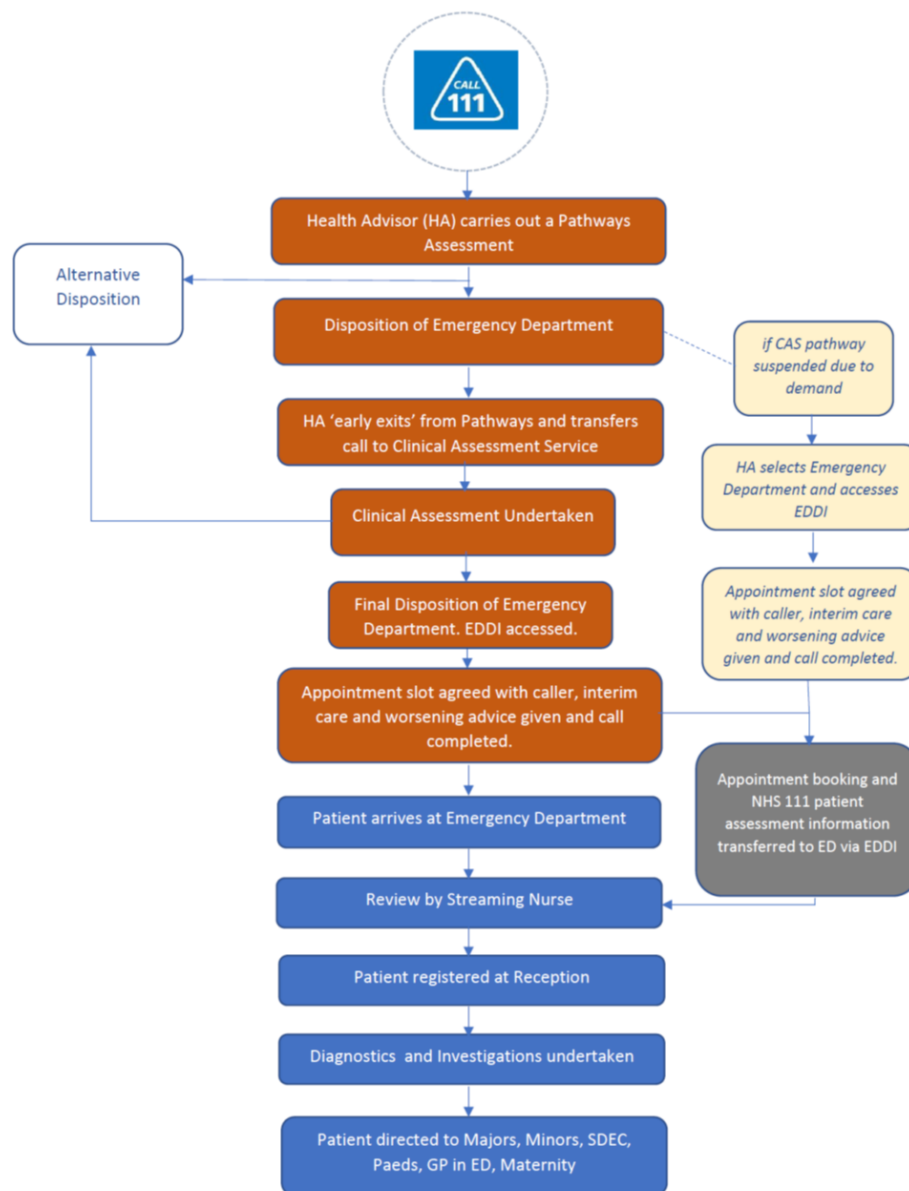 CALL
111
Health Advisor (HA) carries out a Pathways
Assessment
Alternative
Disposition
Disposition of Emergency Department
if CAS pathway
suspended due to
demand
HA ‘early exits’ from Pathways and transfers
call to Clinical Assessment Service
HA selects Emergency
Department and accesses
EDDI
Clinical Assessment Undertaken
Final Disposition of Emergency
Department. EDDI accessed.
Appointment slot agreed
with caller, interim care
and worsening advice
given and call completed.
Appointment slot agreed with caller, interim
care and worsening advice given and call
completed.
Appointment booking and
NHS 111 patient
assessment information
transferred to ED via EDDI
Patient arrives at Emergency Department
Review by Streaming Nurse
Patient registered at Reception
Diagnostics and Investigations undertaken
Patient directed to Majors, Minors, SDEC,
Paeds, GP in ED, Maternity